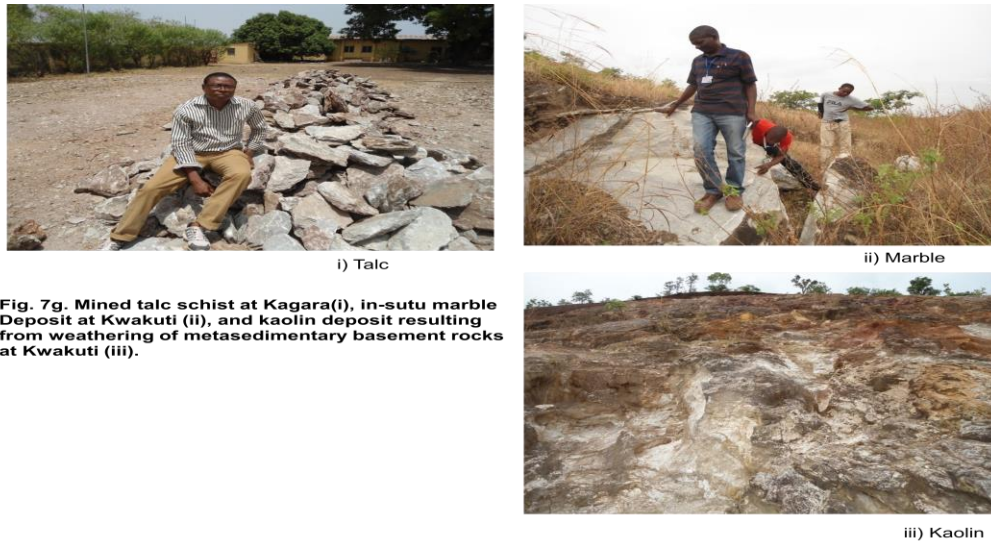 i) Talc
ii) Marble
Fig. 7g. Mined talc schist at Kagara(i), in-sutu marble
Deposit at Kwakuti (ii), and kaolin deposit resulting
from weathering of metasedimentary basement rocks
at Kwakuti (iii).
iii) Kaolin